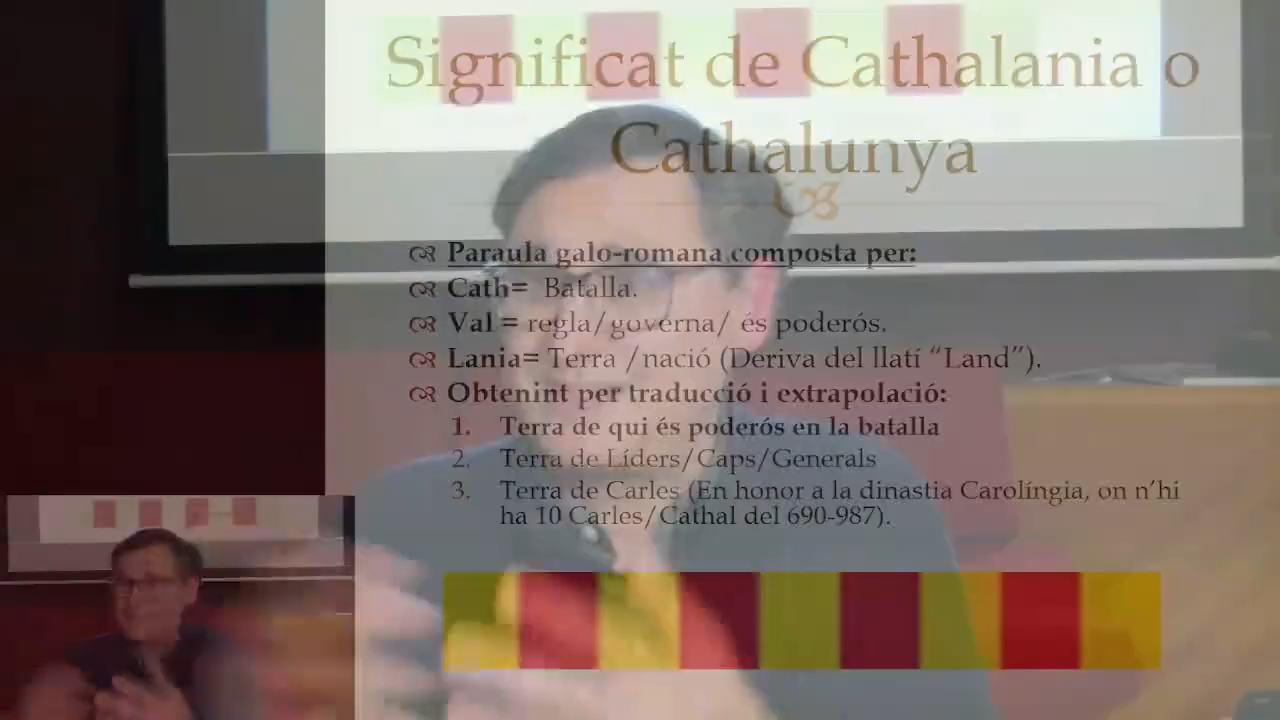 Significat de Cathalania o
Cathalunya
Paraula galo-romana composta per:
Cath= Batalla.
Val = regla/governa/ és poderós.
Lania= Terra /nació (Deriva del llatí “Land”).
Obtenint per traducció i extrapolació:
1. Terra de qui és poderós en la batalla
2. Terra de Líders/Caps/Generals
3. Terra de Carles (En honor a la dinastia Carolíngia, on n’hi
ha 10 Carles/Cathal del 690-987).